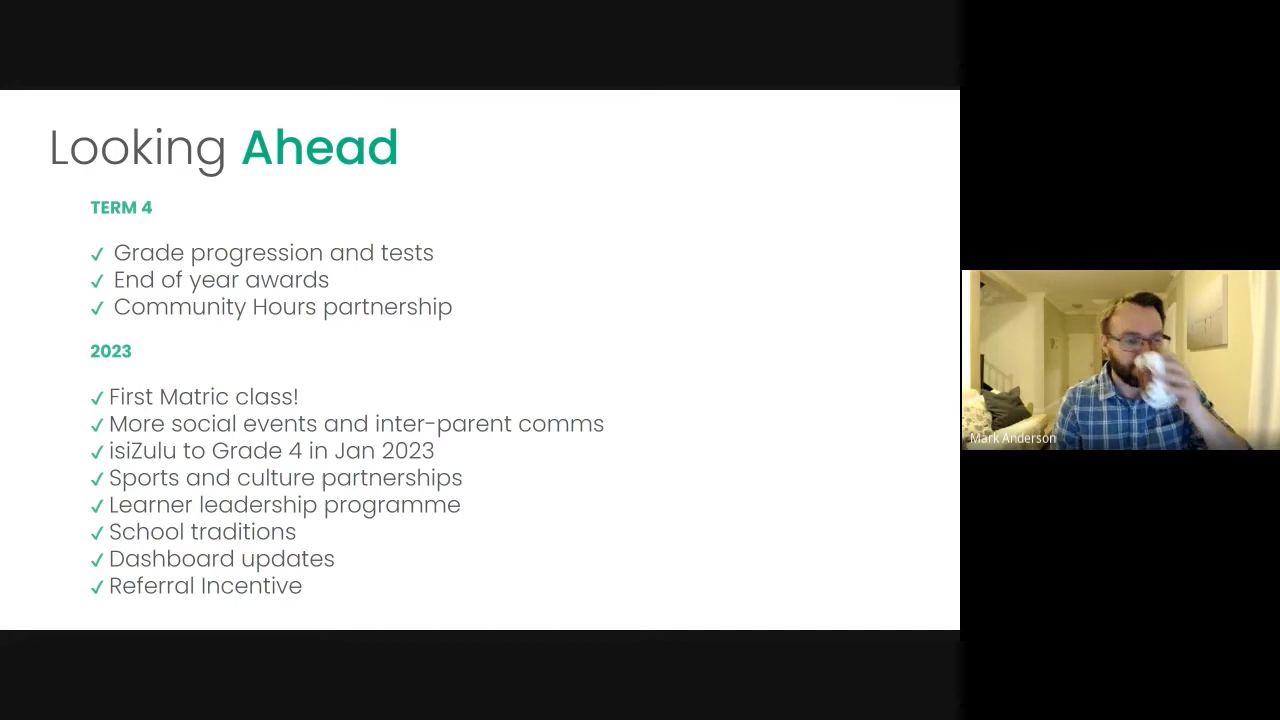 Looking Ahead
TERM 4
✓ Grade progression and tests
✓ End of year awards
✓ Community Hours partnership
2023
✓ First Matric class!
✓ More social events and inter-parent comms
✓ isiZulu to Grade 4 in Jan 2023
✓ Sports and culture partnerships
✓ Learner leadership programme
✓ School traditions
✓ Dashboard updates
✓ Referral Incentive
Mark Anderson